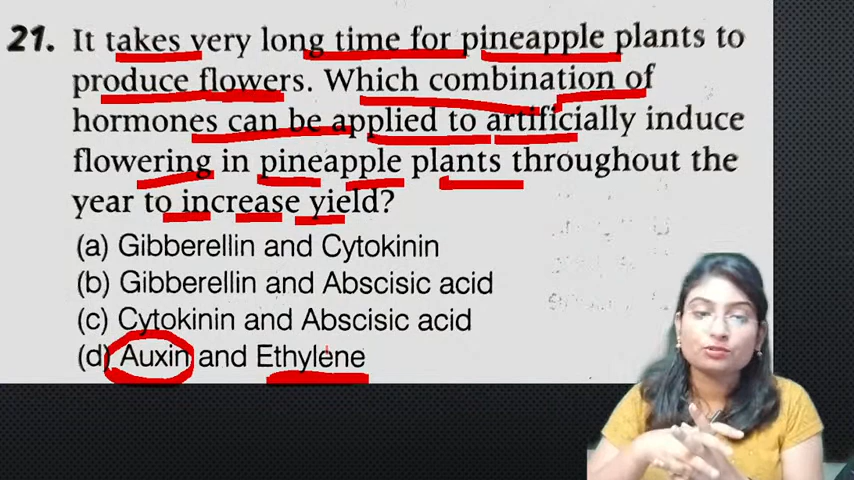 21. It takes very long time for pineapple plants to
produce flowers. Which combination of
hormones can be applied to artificially induce
flowering in pineapple plants throughout the
year to increase yield?
(a) Gibberellin and Cytokinin
(b) Gibberellin and Abscisic acid
(c) Cytokinin and Abscisic acid
(d) Auxin and Ethylene